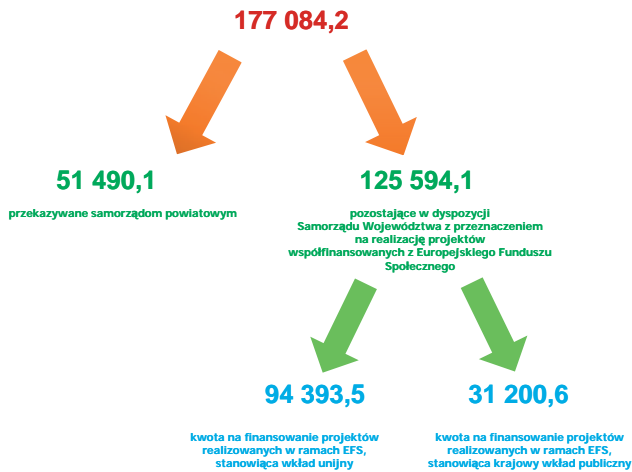 177 084,2
51 490,1
przekazywane samorządom powiatowym
125 594,1
pozostające w dyspozycji
Samorządu Województwa z przeznaczeniem
na realizację projektów
współfinansowanych z Europejskiego Funduszu
Społecznego
94 393,5
kwota na finansowanie projektów
realizowanych w ramach EFS,
stanowiąca wkład unijny
31 200,6
kwota na finansowanie projektów
realizowanych w ramach EFS,
stanowiąca krajowy wkład publiczny